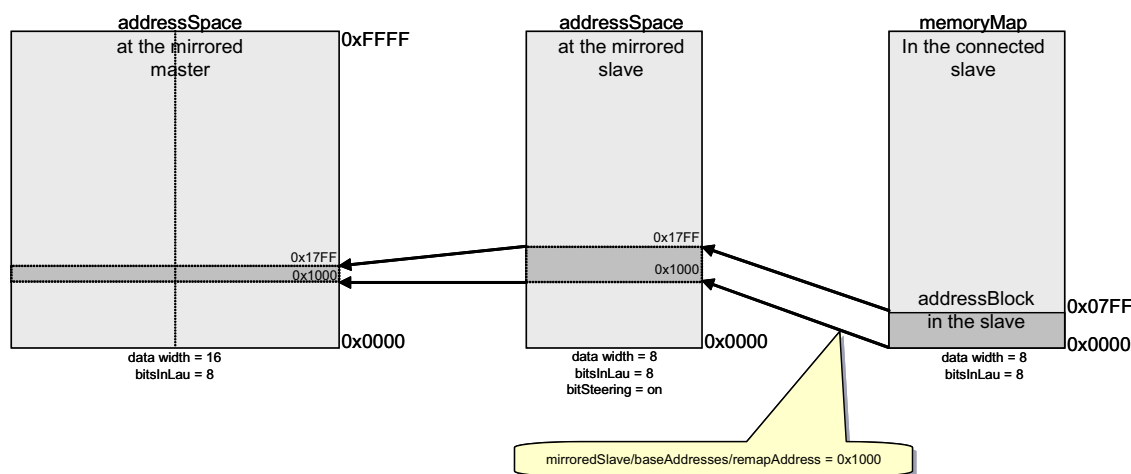 addressSpace
at the mirrored
master
0xFFFF
0x17FF
0x1000
0x0000
data width = 16
bitsInLau = 8
addressSpace
at the mirrored
slave
0x17FF
0x1000
0x0000
data width = 8
bitsInLau = 8
bitSteering = on
memoryMap
In the connected
slave
addressBlock
in the slave
0x07FF
0x0000
data width = 8
bitsInLau = 8
mirroredSlave/baseAddresses/remapAddress = 0x1000